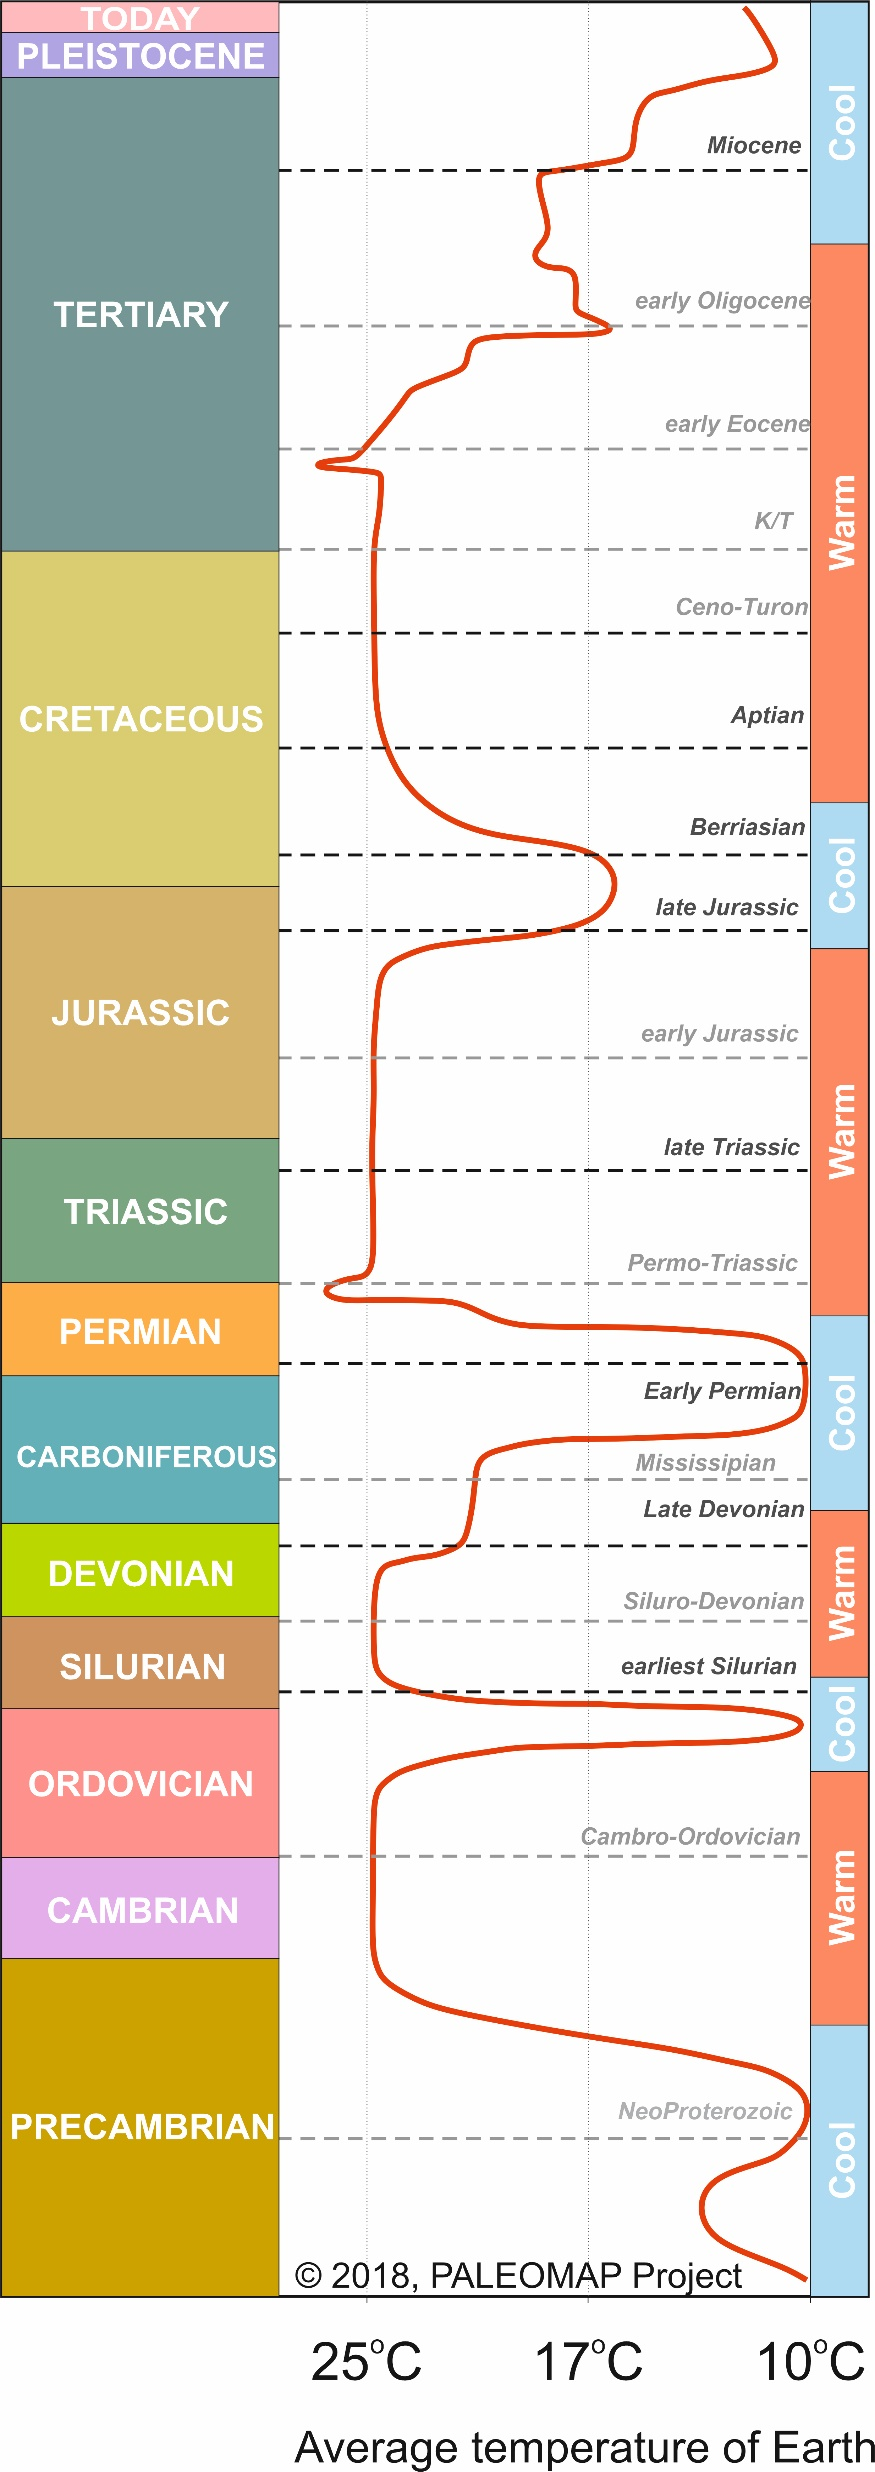 TODAY
PLEISTOCENE
Cool
Miocene
TERTIARY
early Oligocene
early Eocene
Warm
K/T
Ceno-Turon
CRETACEOUS
Aptian
Berriasian
Cool
late Jurassic
JURASSIC
early Jurassic
Warm
late Triassic
TRIASSIC
Permo-Triassic
PERMIAN
Early Permian
Cool
CARBONIFEROUS
Mississipian
Late Devonian
DEVONIAN
Warm
Siluro-Devonian
SILURIAN
earliest Silurian
Cool
ORDOVICIAN
Cambro-Ordovician
Warm
CAMBRIAN
NeoProterozoic
PRECAMBRIAN
Cool
© 2018, PALEOMAP Project
25°C 17°C 10°C
Average temperature of Earth